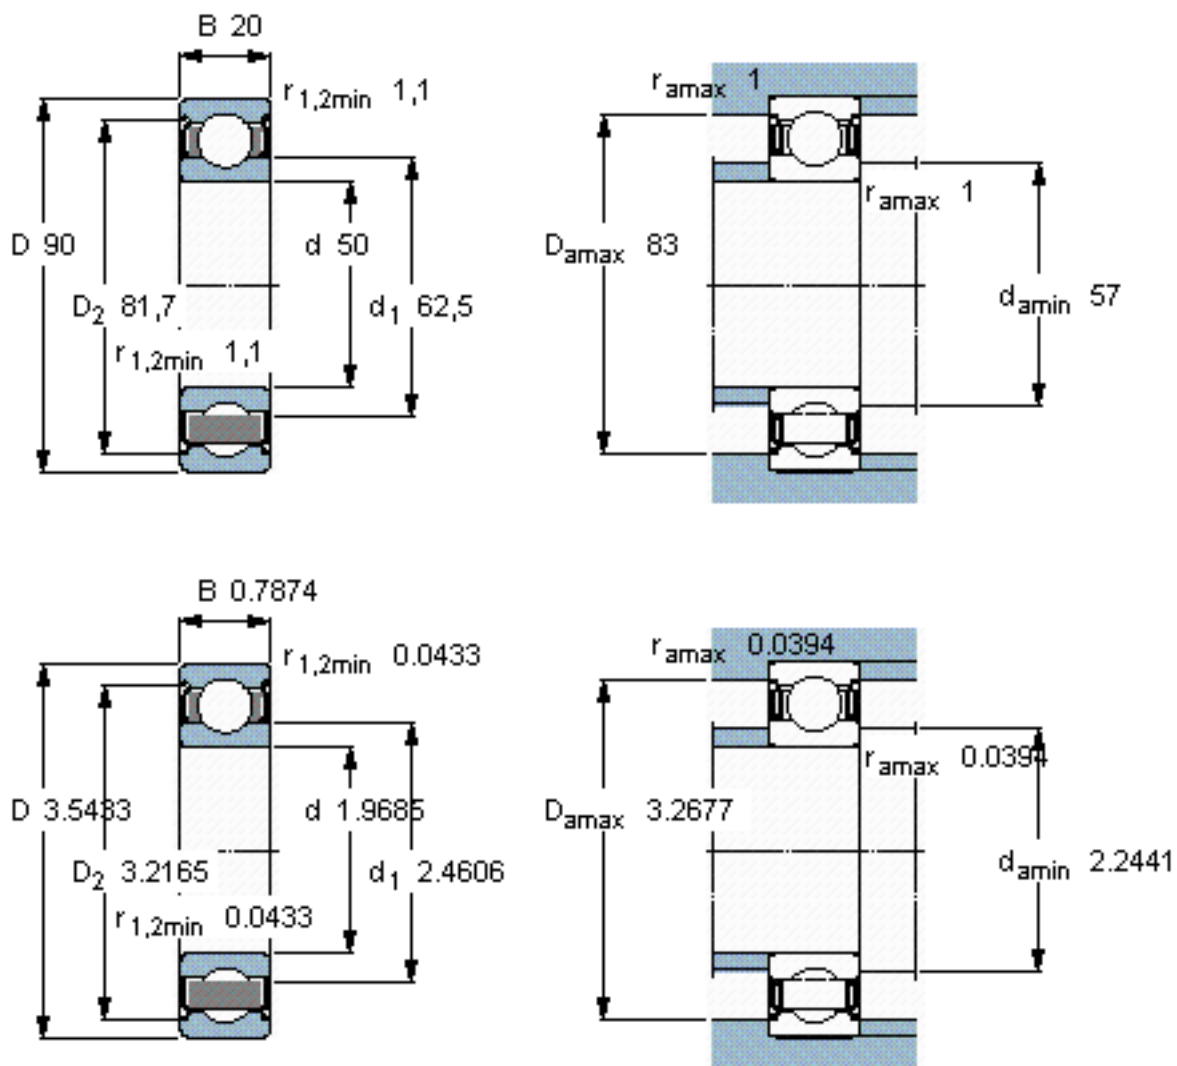 B 20
r1,2min 1,1
ramax 1
ramax 1
D 90
d 50
Damax 83
D2 81,7
d1 62,5
damin 57
r1,2min 1,1
B 0.7874
r1,2min 0.0433
ramax 0.0394
ramax 0.0394
D 3.5433
d 1.9685
Damax 3.2677
D2 3.2165
d1 2.4606
damin 2.2441
r1,2min 0.0433